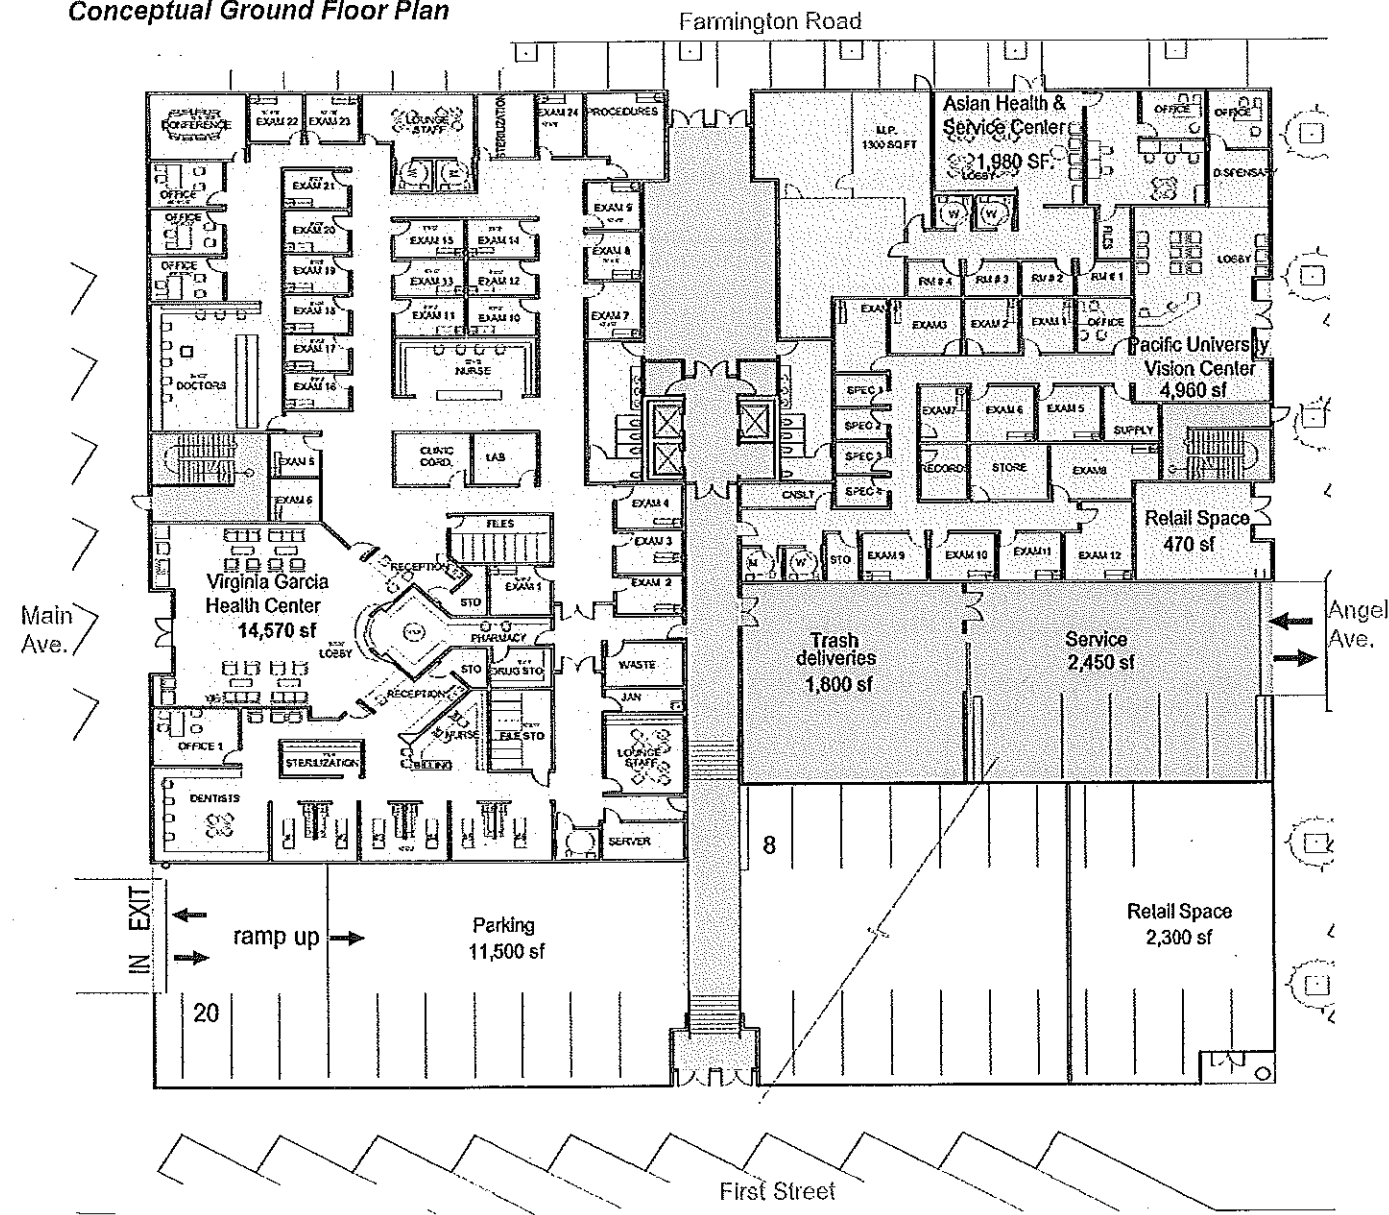 Conceptual Ground Floor Plan
Farmington Road
CONFERENCE
EXAM 22
EXAM 23
LOUNGE
STAFF
STERILIZATION
EXAM 24
PROCEDURES
M.P.
1300 SQ FT
Asian Health &
Service Center
1,980 SF.
LOBBY
OFFICE
OFFICE
DISPENSARY
OFFICE
OFFICE
OFFICE
EXAM 21
EXAM 20
EXAM 19
EXAM 18
EXAM 17
EXAM 16
EXAM 15
EXAM 14
EXAM 13
EXAM 12
EXAM 11
EXAM 10
EXAM 9
EXAM 8
EXAM 7
W
W
FILES
LOBBY
RM # 4
RM # 3
RM # 2
RM # 1
EXAM
EXAM3
EXAM 2
EXAM 1
OFFICE
Pacific University
Vision Center
4,960 sf
DOCTORS
NURSE
SPEC 1
SPEC 2
SPEC 3
SPEC 4
EXAM7
EXAM 6
EXAM 5
SUPPLY
RECORD
STORE
EXAM8
CLINIC
CORD.
LAB
EXAM 5
EXAM 6
CNSLT
Retail Space
470 sf
EXAM 4
EXAM 3
EXAM 2
FILES
RECEPTION
M
W
STO
EXAM 9
EXAM 10
EXAM11
EXAM 12
Virginia Garcia
Health Center
14,570 sf
LOBBY
STO
EXAM 1
PHARMACY
STO
DRUG STO
RECEPTION
WASTE
JAN
Main
Ave.
Angel
Ave.
Trash
deliveries
1,800 sf
Service
2,450 sf
OFFICE 1
STERILIZATION
NURSE
BILLING
FILE STO
LOUNGE
STAFF
DENTISTS
SERVER
8
EXIT
IN
ramp up
Parking
11,500 sf
20
Retail Space
2,300 sf
First Street